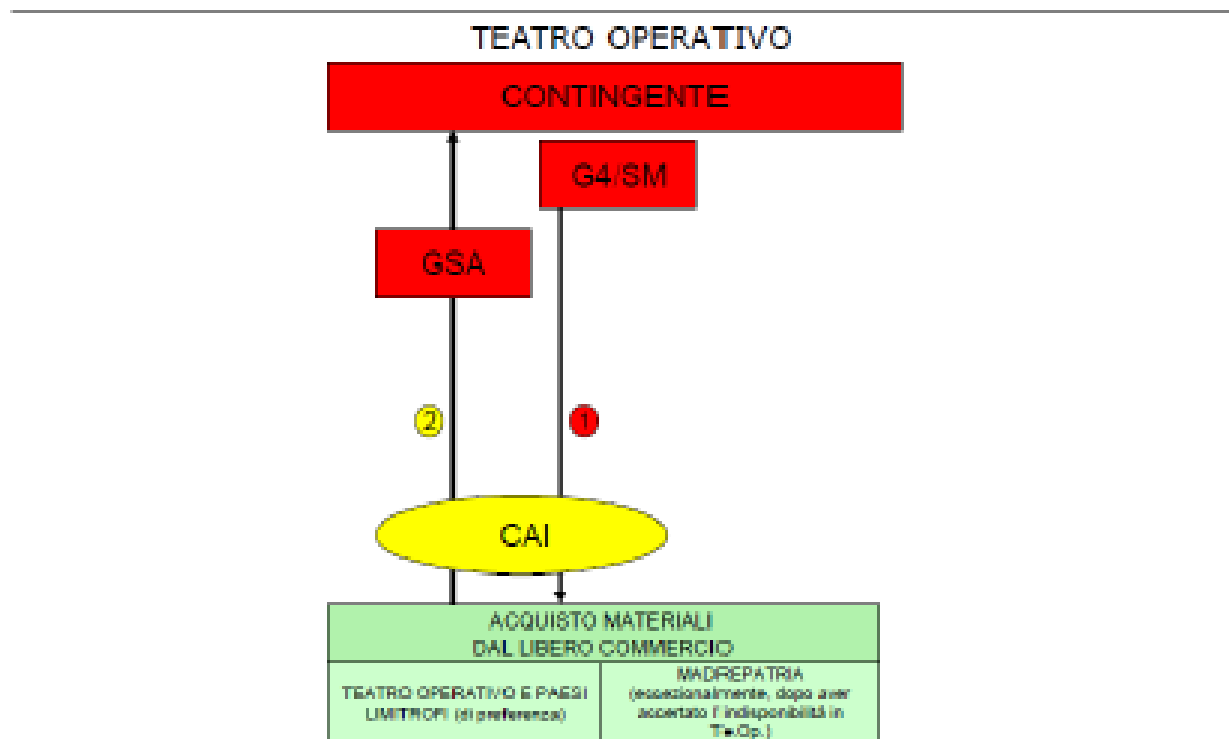 TEATRO OPERATIVO
CONTINGENTE
G4/SM
GSA
2
1
CAI
ACQUISTO MATERIALI
DAL LIBERO COMMERCIO
TEATRO OPERATIVO E PAESI
LIMITROFI (di preferenza)
MADREPATRIA
(eccezionalmente, dopo aver
accertato l' indisponibilità in
Te.Op.)